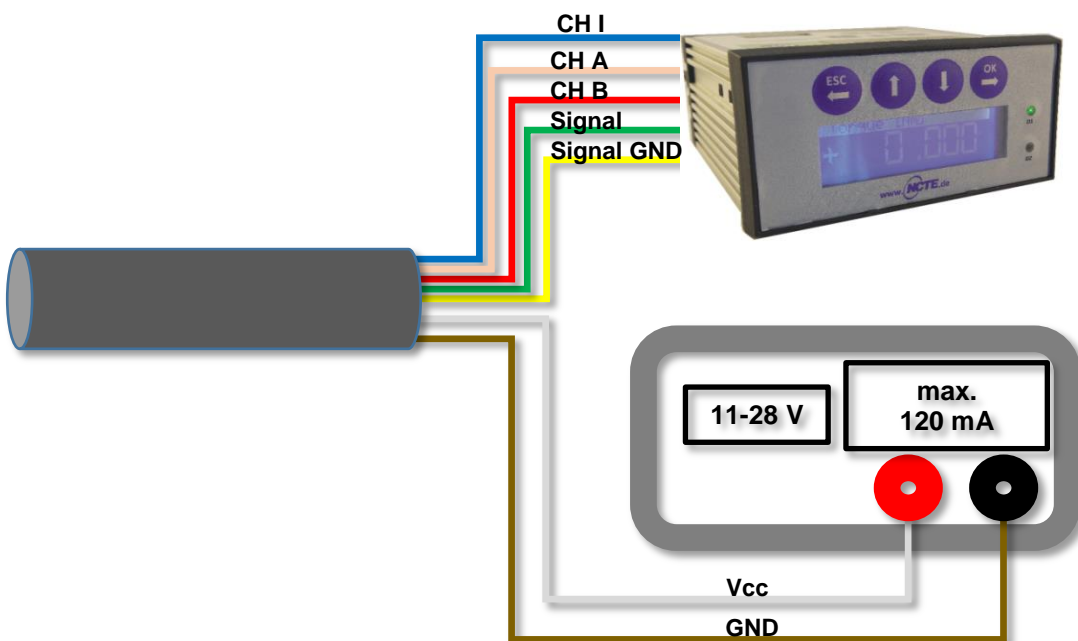 CH I
CH A
CH B
Signal
Signal GND
ESC
OK
+ 0.000
www.NCTE.de
11-28 V
max.
120 mA
Vcc
GND